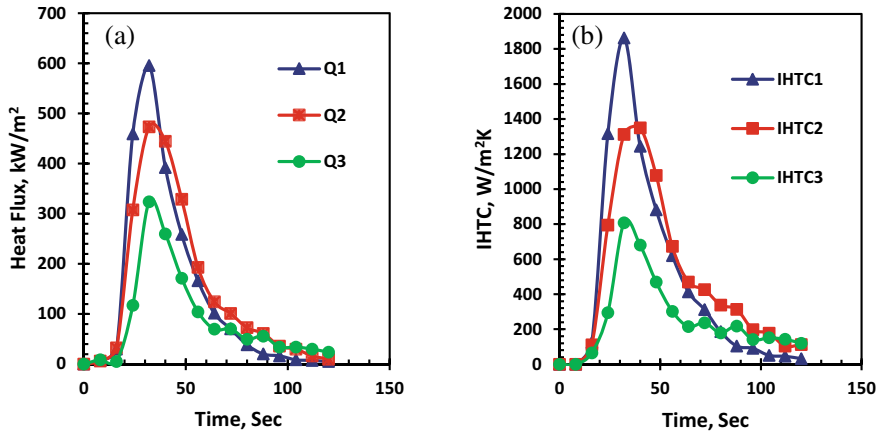 (a)
700
600
500
400
300
200
100
0
Heat Flux, kW/m²
Q1
Q2
Q3
0 50 100 150
Time, Sec
(b)
2000
1800
1600
1400
1200
1000
800
600
400
200
0
IHTC, W/m²K
IHTC1
IHTC2
IHTC3
0 50 100 150
Time, Sec